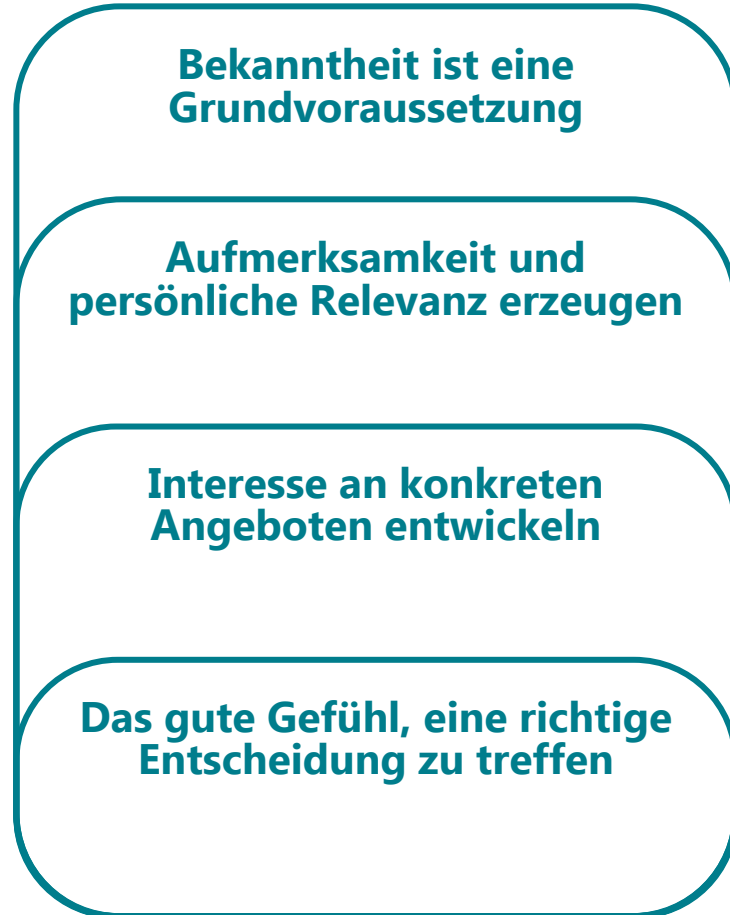 Bekanntheit ist eine
Grundvoraussetzung
Aufmerksamkeit und
persönliche Relevanz erzeugen
Interesse an konkreten
Angeboten entwickeln
Das gute Gefühl, eine richtige
Entscheidung zu treffen